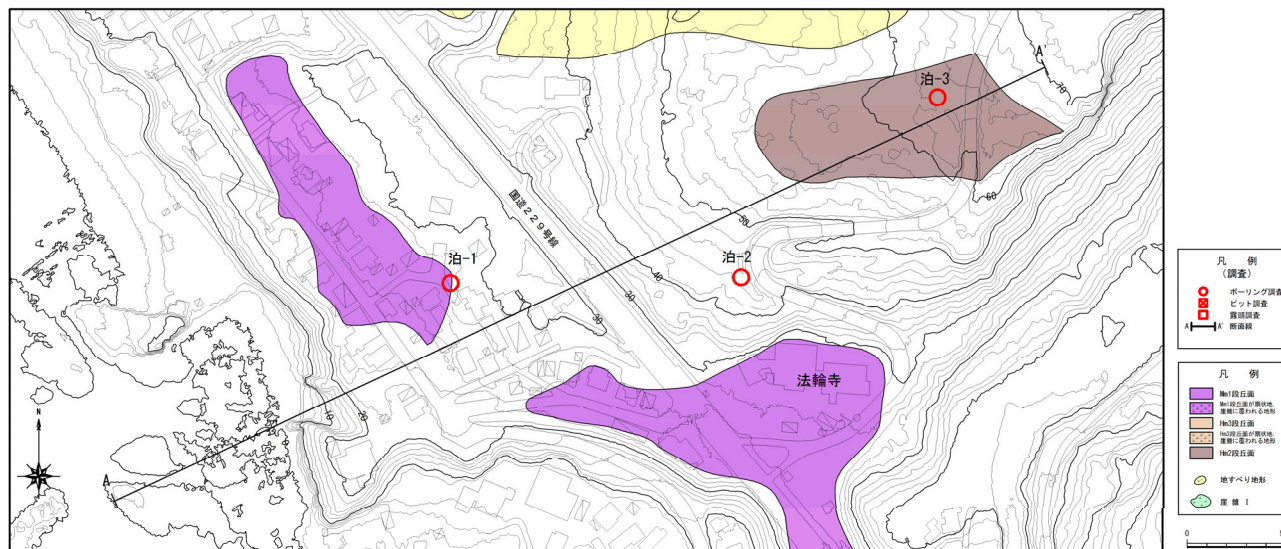 A'
70
泊-3
60
50
国道229号線
泊-2
40
泊-1
30
30
法輪寺
20
10
A
N
凡 例
(調査)
ボーリング調査
ピット調査
露頭調査
A A' 断面線
凡 例
Mm1段丘面
Mm1段丘面が扇状地、
崖錐に覆われる地形
Hm3段丘面
Hm3段丘面が扇状地、
崖錐に覆われる地形
Hm2段丘面
地すべり地形
崖 錐 Ⅰ
0